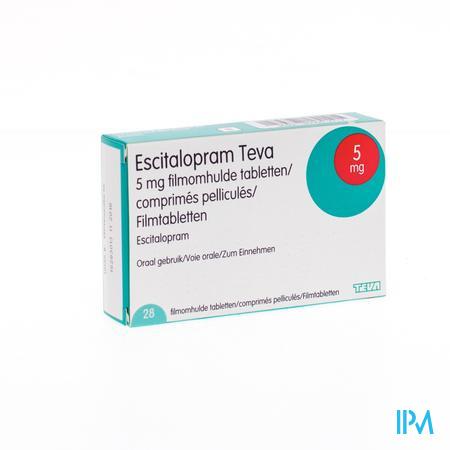 Escitalopram Teva
5 mg filmomhulde tabletten/
comprimés pelliculés/
Filmtabletten
Escitalopram
Oraal gebruik/Voie orale/Zum Einnehmen
5
mg
28
filmomhulde tabletten/comprimés pelliculés/Filmtabletten
TEVA
IPM